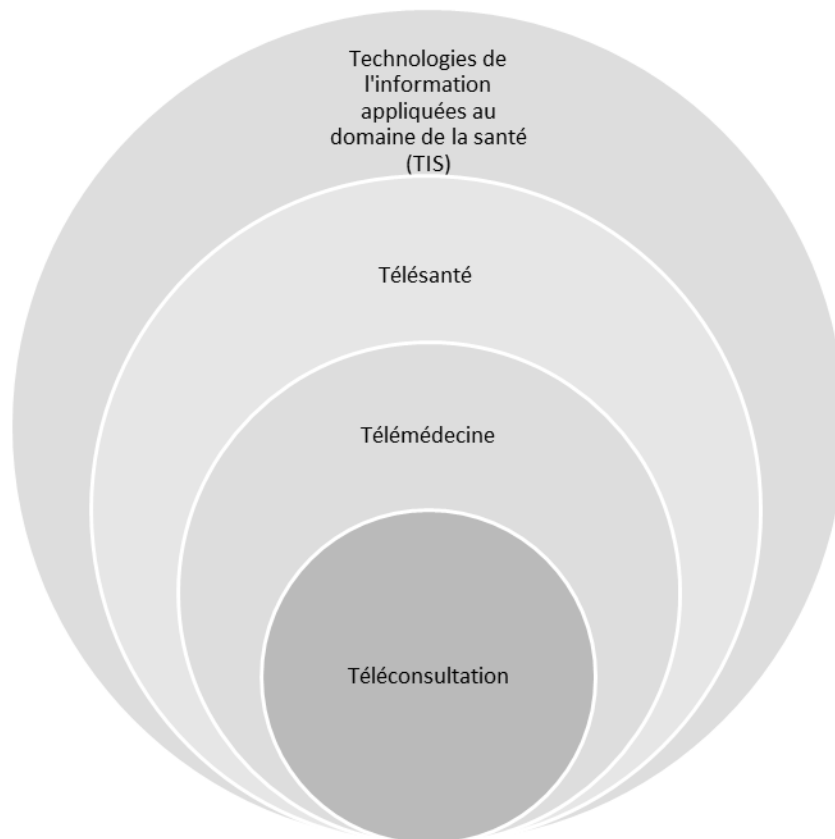 Technologies de
l'information
appliquées au
domaine de la santé
(TIS)
Télésanté
Télémédecine
Téléconsultation